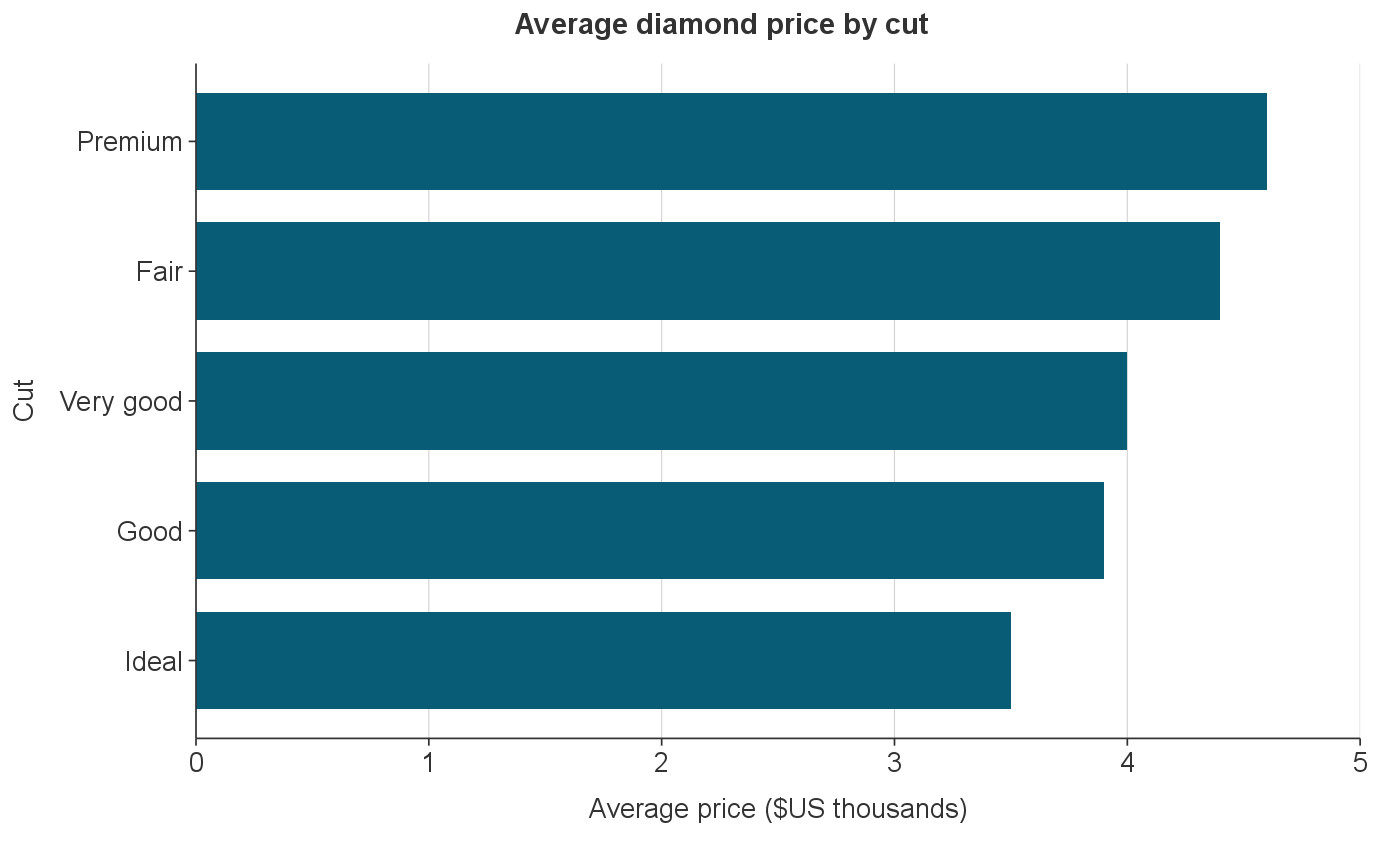 Average diamond price by cut
Premium
Fair
Very good
Good
Ideal
Cut
0 1 2 3 4 5
Average price ($US thousands)